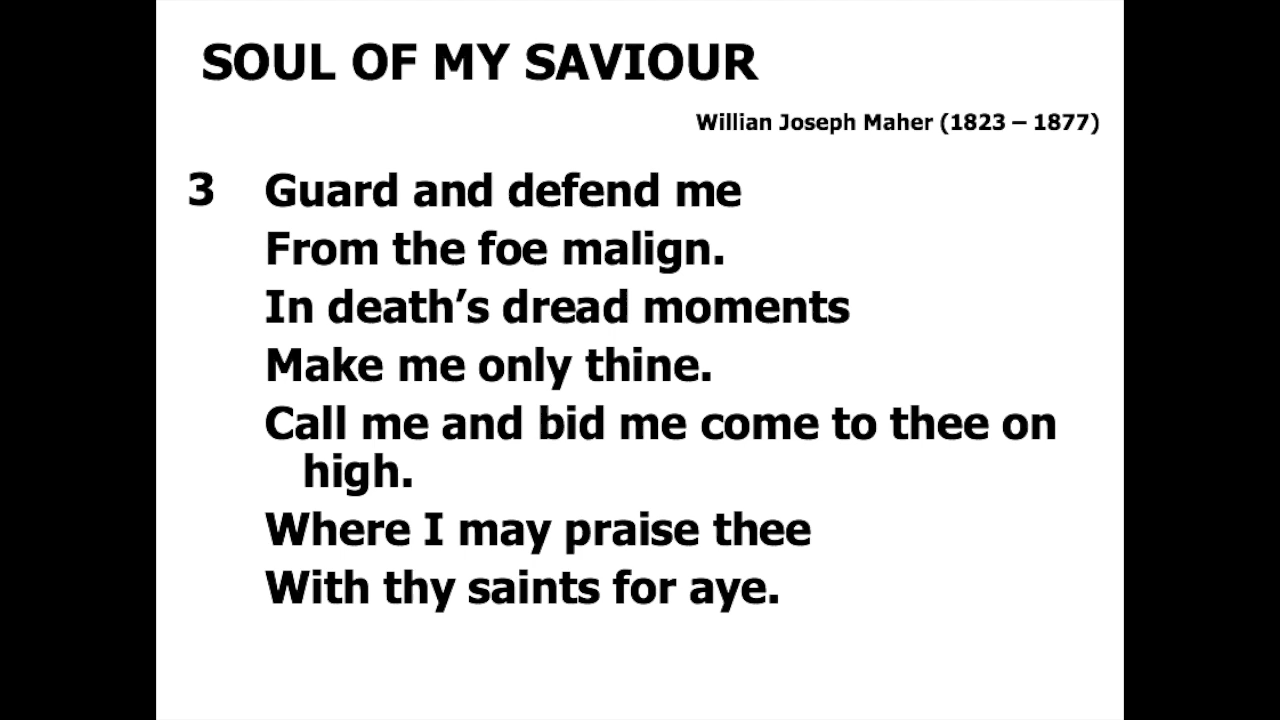 SOUL OF MY SAVIOUR
Willian Joseph Maher (1823 – 1877)
3 Guard and defend me
From the foe malign.
In death’s dread moments
Make me only thine.
Call me and bid me come to thee on
high.
Where I may praise thee
With thy saints for aye.